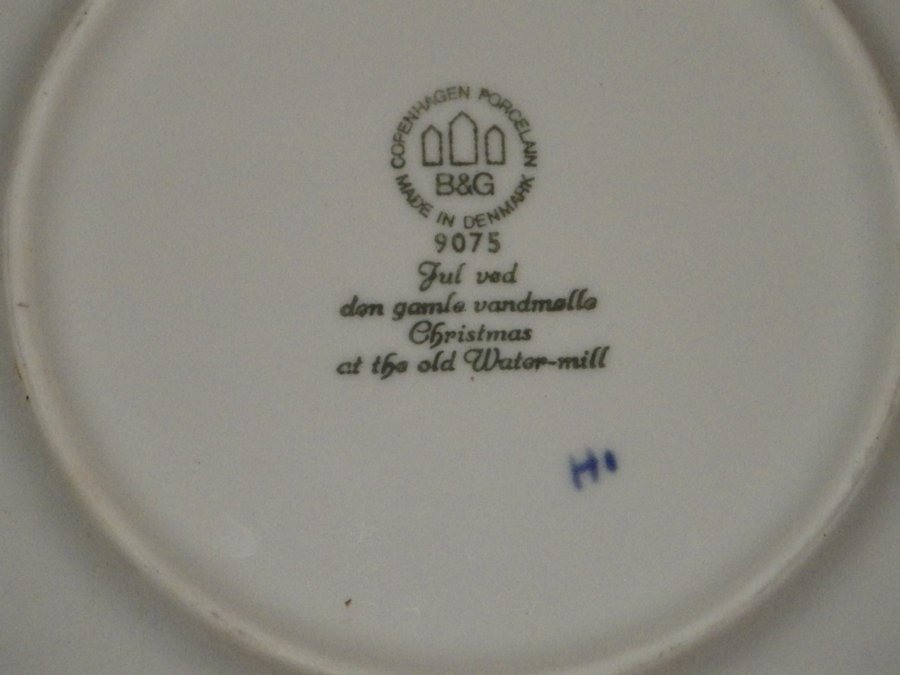 COPENHAGEN PORCELAIN
B&G
MADE IN DENMARK
9075
Jul ved
den gamle vandmølle
Christmas
at the old Water-mill
H